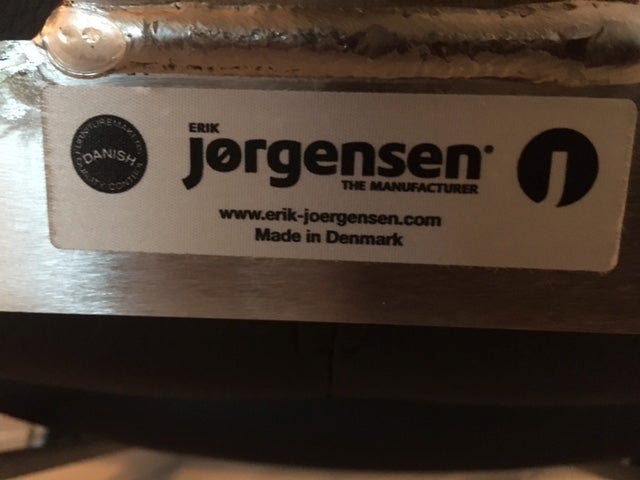 DANISH
ERIK
jørgensen
THE MANUFACTURER
www.erik-joergensen.com
Made in Denmark